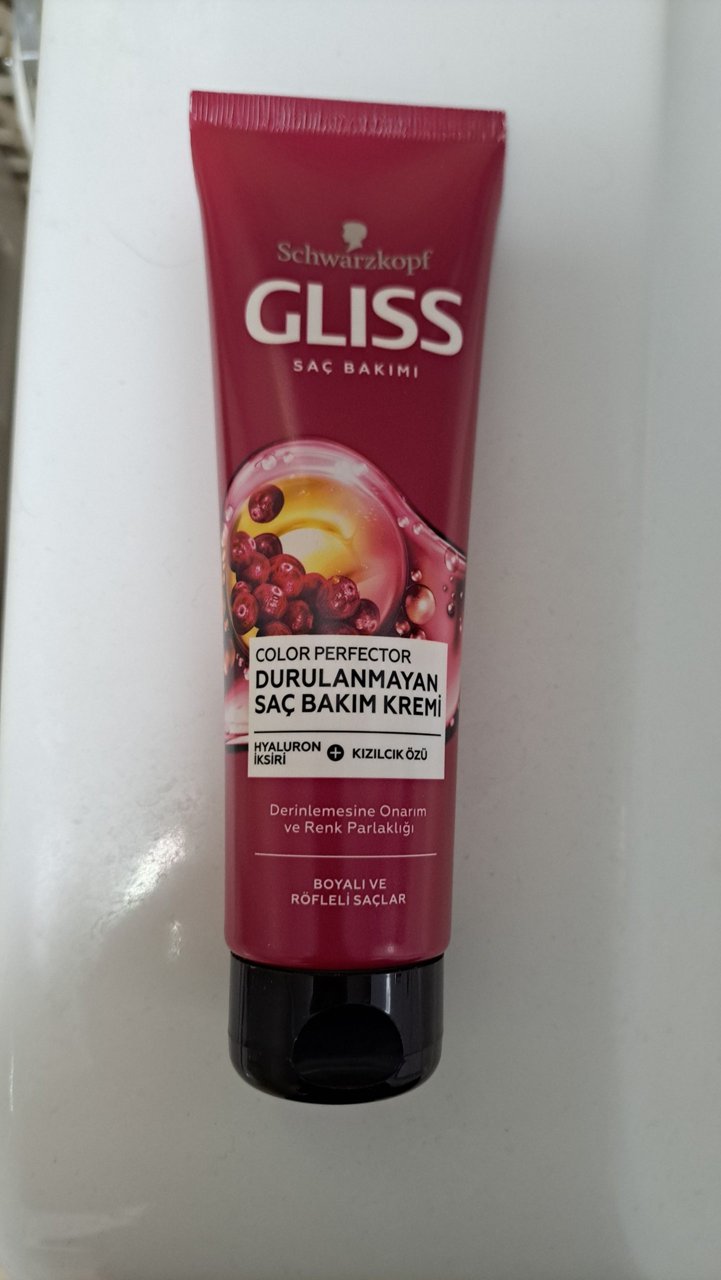 Schwarzkopf
GLISS
SAÇ BAKIMI
COLOR PERFECTOR
DURULANMAYAN
SAÇ BAKIM KREMİ
HYALURON
İKSİRİ + KIZILCIK ÖZÜ
Derinlemesine Onarım
ve Renk Parlaklığı
BOYALI VE
RÖFLELİ SAÇLAR